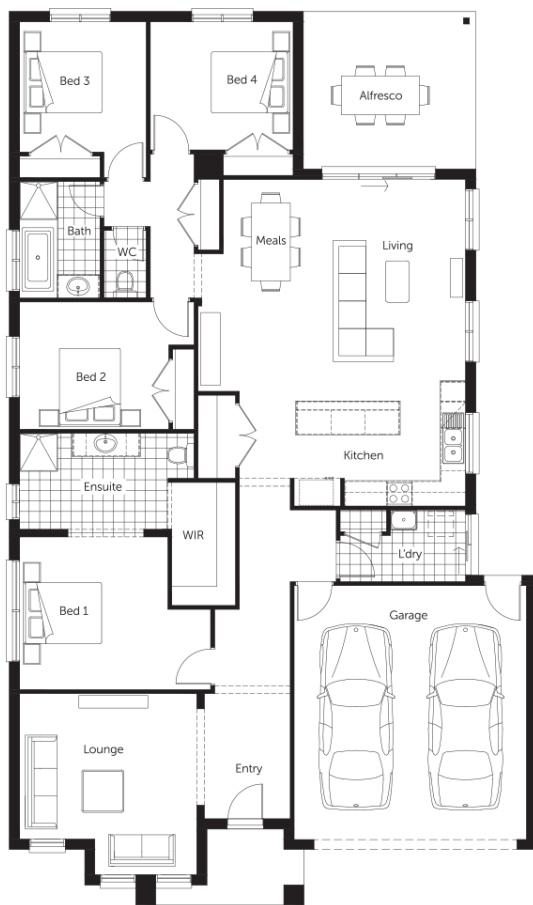 Bed 3
Bed 4
Alfresco
Bath
WC
Meals
Living
Bed 2
Kitchen
Ensuite
WIR
L'dry
Bed 1
Garage
Lounge
Entry